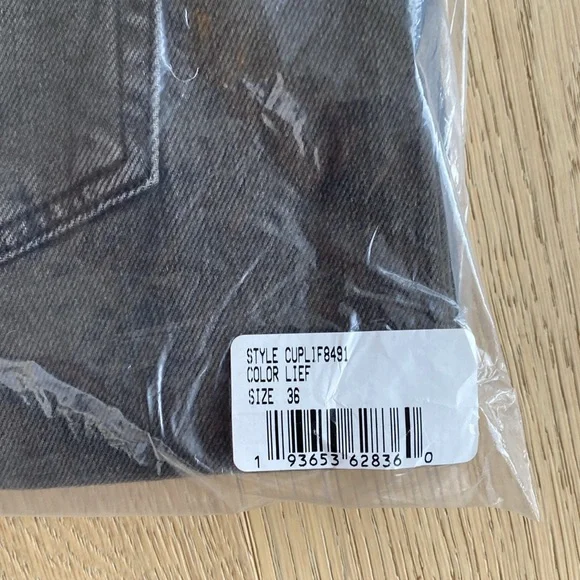 STYLE CUPLIF8491
COLOR LIEF
SIZE 36
1 93653 62836 0